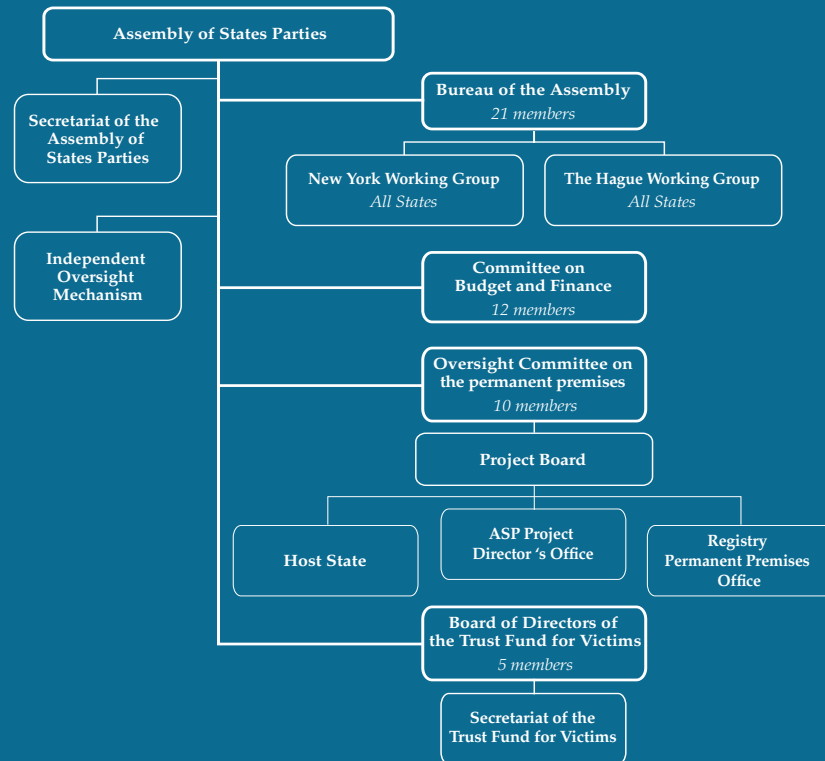 Assembly of States Parties
Secretariat of the
Assembly of
States Parties
Bureau of the Assembly
21 members
New York Working Group
All States
The Hague Working Group
All States
Independent
Oversight
Mechanism
Committee on
Budget and Finance
12 members
Oversight Committee on
the permanent premises
10 members
Project Board
Host State
ASP Project
Director ‘s Office
Registry
Permanent Premises
Office
Board of Directors of
the Trust Fund for Victims
5 members
Secretariat of the
Trust Fund for Victims